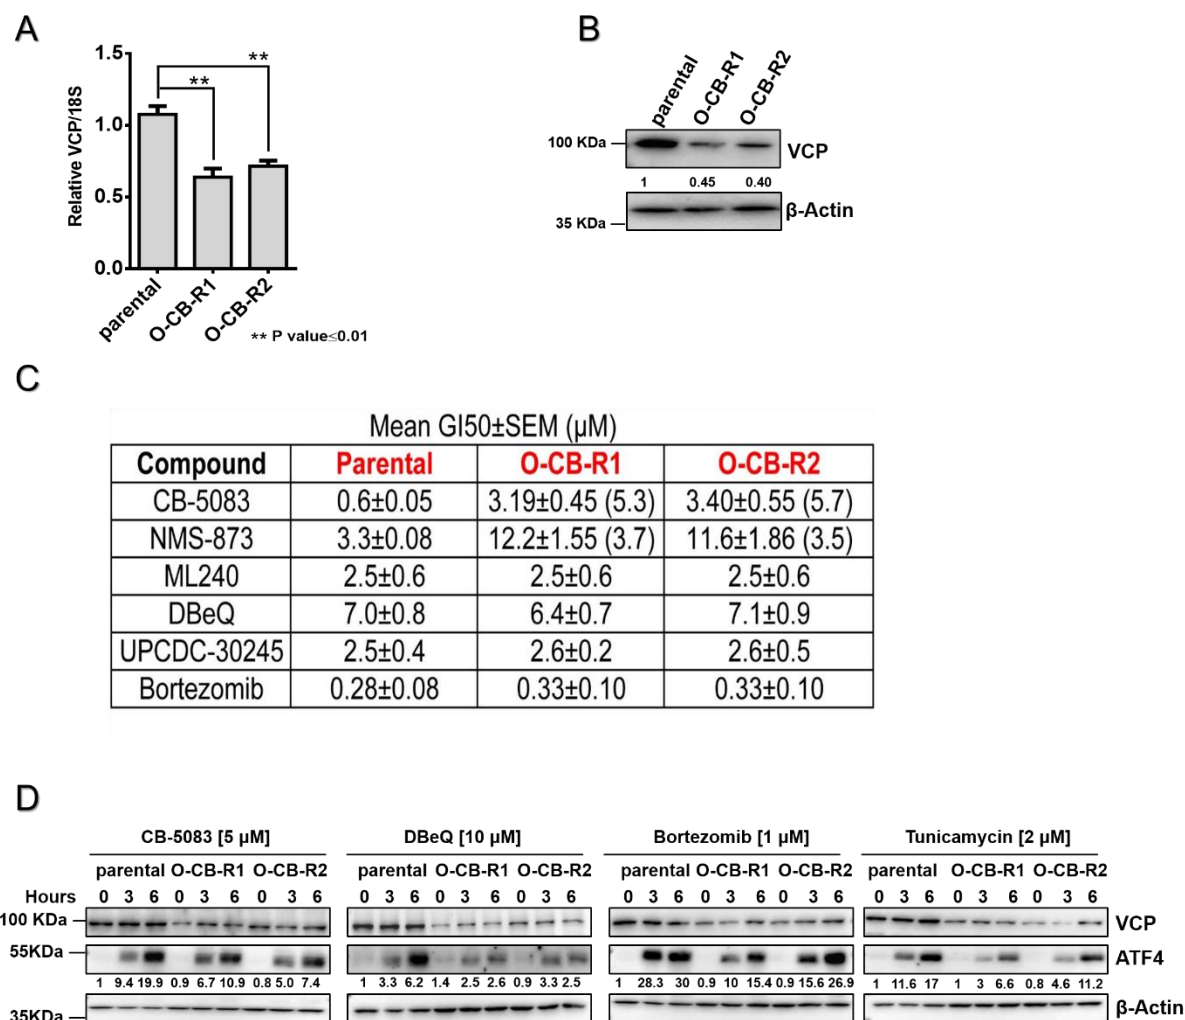 A
1.5
1.0
0.5
0.0
Relative VCP/18S
**
**
parental
O-CB-R1
O-CB-R2
** P value≤0.01
B
parental
O-CB-R1
O-CB-R2
100 KDa
VCP
1 0.45 0.40
β-Actin
35 KDa
C
Mean GI50±SEM (µM)
Compound Parental O-CB-R1 O-CB-R2
CB-5083 0.6±0.05 3.19±0.45 (5.3) 3.40±0.55 (5.7)
NMS-873 3.3±0.08 12.2±1.55 (3.7) 11.6±1.86 (3.5)
ML240 2.5±0.6 2.5±0.6 2.5±0.6
DBeQ 7.0±0.8 6.4±0.7 7.1±0.9
UPCDC-30245 2.5±0.4 2.6±0.2 2.6±0.5
Bortezomib 0.28±0.08 0.33±0.10 0.33±0.10
D
CB-5083 [5 µM] DBeQ [10 µM] Bortezomib [1 µM] Tunicamycin [2 µM]
parental O-CB-R1 O-CB-R2 parental O-CB-R1 O-CB-R2 parental O-CB-R1 O-CB-R2 parental O-CB-R1 O-CB-R2
Hours 0 3 6 0 3 6 0 3 6 0 3 6 0 3 6 0 3 6 0 3 6 0 3 6 0 3 6 0 3 6 0 3 6 0 3 6
100 KDa VCP
55KDa ATF4
1 9.4 19.9 0.9 6.7 10.9 0.8 5.0 7.4 1 3.3 6.2 1.4 2.5 2.6 0.9 3.3 2.5 1 28.3 30 0.9 10 15.4 0.9 15.6 26.9 1 11.6 17 1 3 6.6 0.8 4.6 11.2
35KDa β-Actin